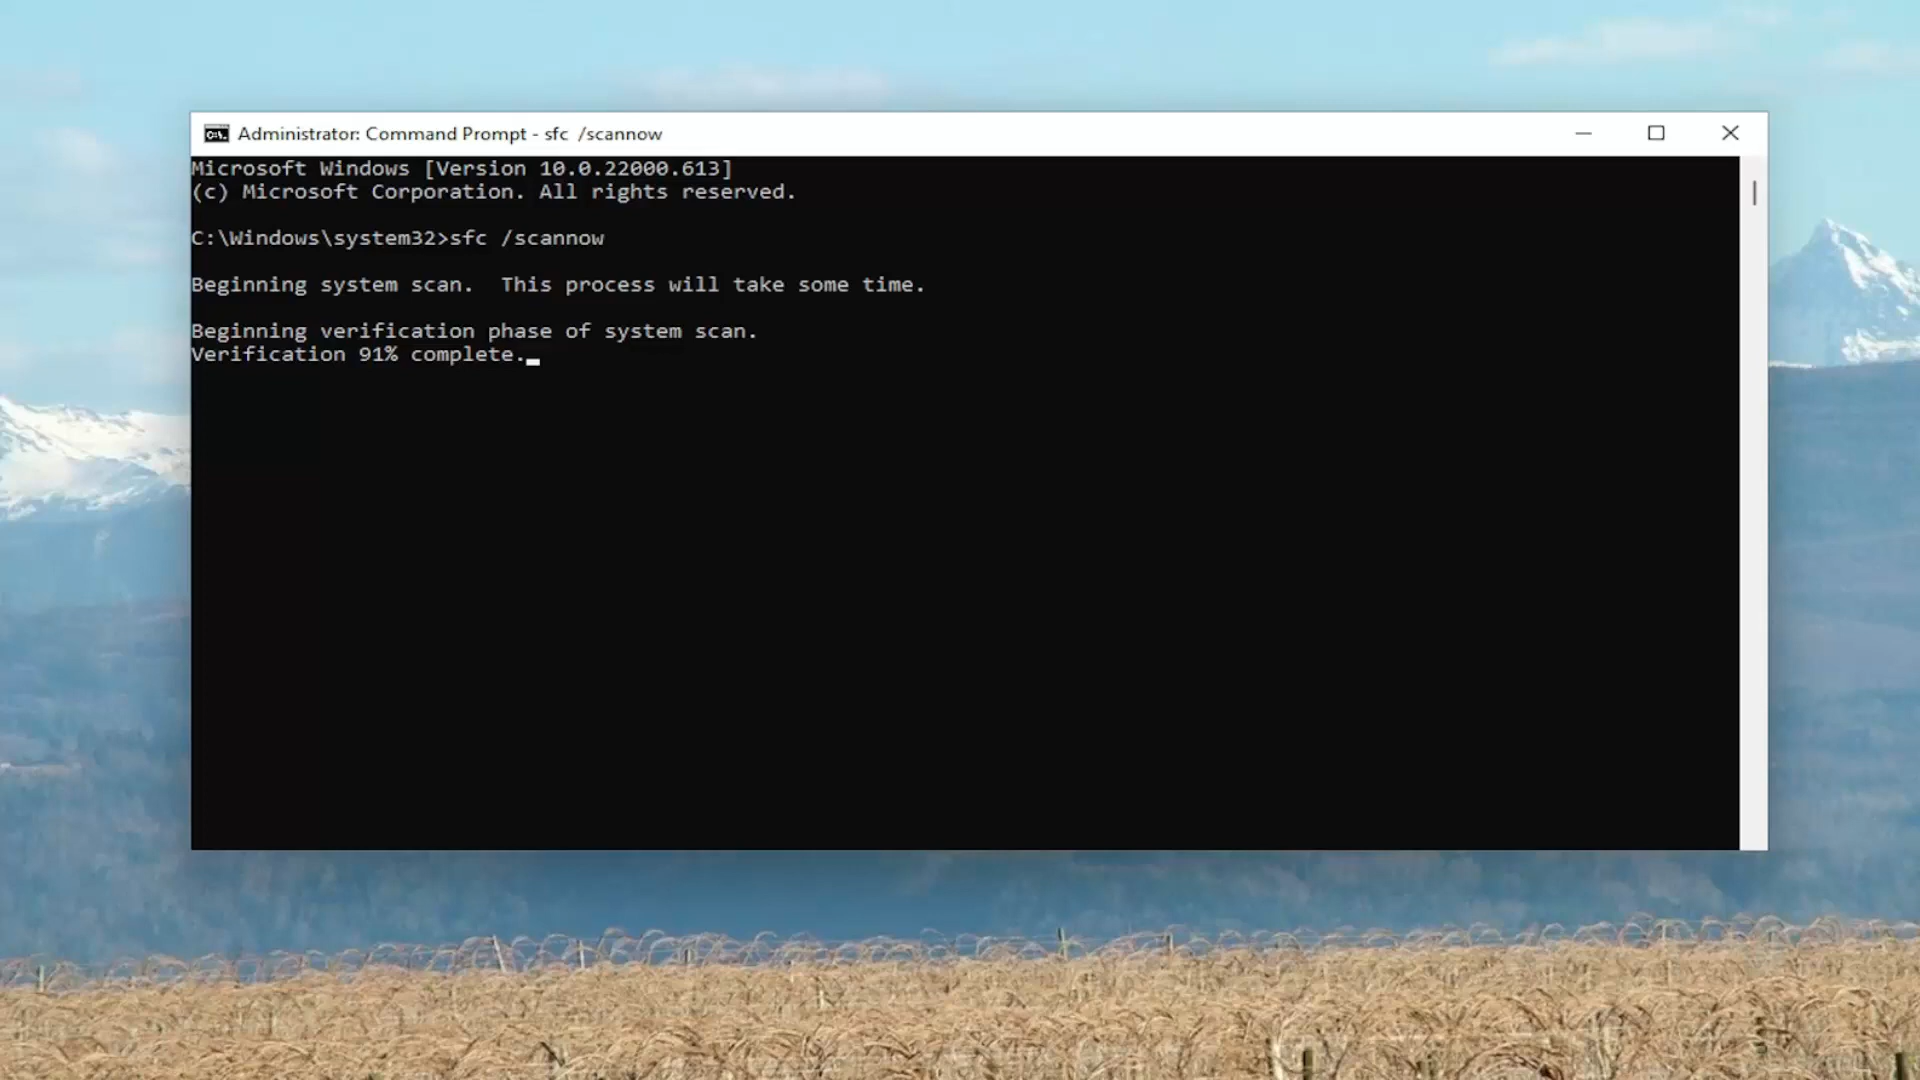 Administrator: Command Prompt - sfc  /scannow
Microsoft Windows [Version 10.0.22000.613]
(c) Microsoft Corporation. All rights reserved.
C:\Windows\system32>sfc /scannow
Beginning system scan.  This process will take some time.
Beginning verification phase of system scan.
Verification 91% complete.